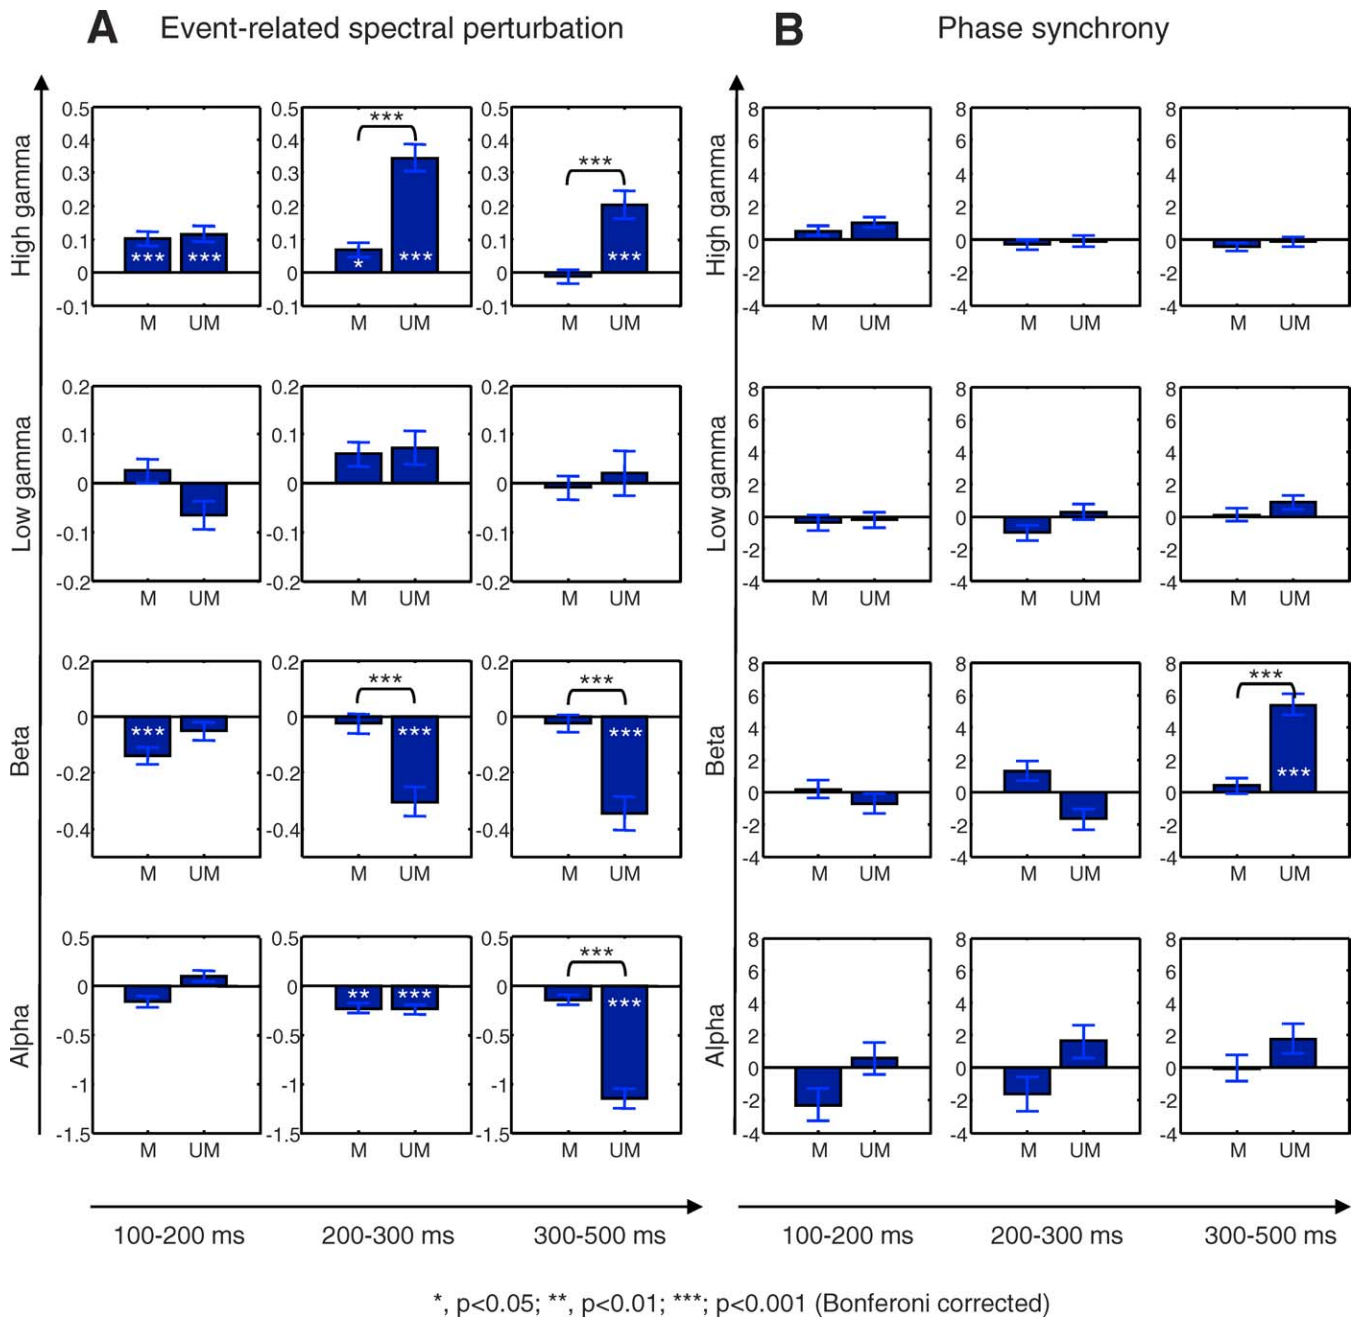 A Event-related spectral perturbation
B Phase synchrony
High gamma
0.5 0.4 0.3 0.2 0.1 0 -0.1
***
***
M UM
0.5 0.4 0.3 0.2 0.1 0 -0.1
***
*
***
M UM
0.5 0.4 0.3 0.2 0.1 0 -0.1
***
***
M UM
High gamma
8 6 4 2 0 -2 -4
M UM
8 6 4 2 0 -2 -4
M UM
8 6 4 2 0 -2 -4
M UM
Low gamma
0.2 0.1 0 -0.1 -0.2
M UM
0.2 0.1 0 -0.1 -0.2
M UM
0.2 0.1 0 -0.1 -0.2
M UM
Low gamma
8 6 4 2 0 -2 -4
M UM
8 6 4 2 0 -2 -4
M UM
8 6 4 2 0 -2 -4
M UM
Beta
0.2 0 -0.2 -0.4
***
M UM
0.2 0 -0.2 -0.4
***
***
M UM
0.2 0 -0.2 -0.4
***
***
M UM
Beta
8 6 4 2 0 -2 -4
M UM
8 6 4 2 0 -2 -4
M UM
8 6 4 2 0 -2 -4
***
***
M UM
Alpha
0.5 0 -0.5 -1 -1.5
M UM
0.5 0 -0.5 -1 -1.5
** ***
M UM
0.5 0 -0.5 -1 -1.5
***
***
M UM
Alpha
8 6 4 2 0 -2 -4
M UM
8 6 4 2 0 -2 -4
M UM
8 6 4 2 0 -2 -4
M UM
100-200 ms 200-300 ms 300-500 ms
100-200 ms 200-300 ms 300-500 ms
*, p<0.05; **, p<0.01; ***; p<0.001 (Bonferoni corrected)